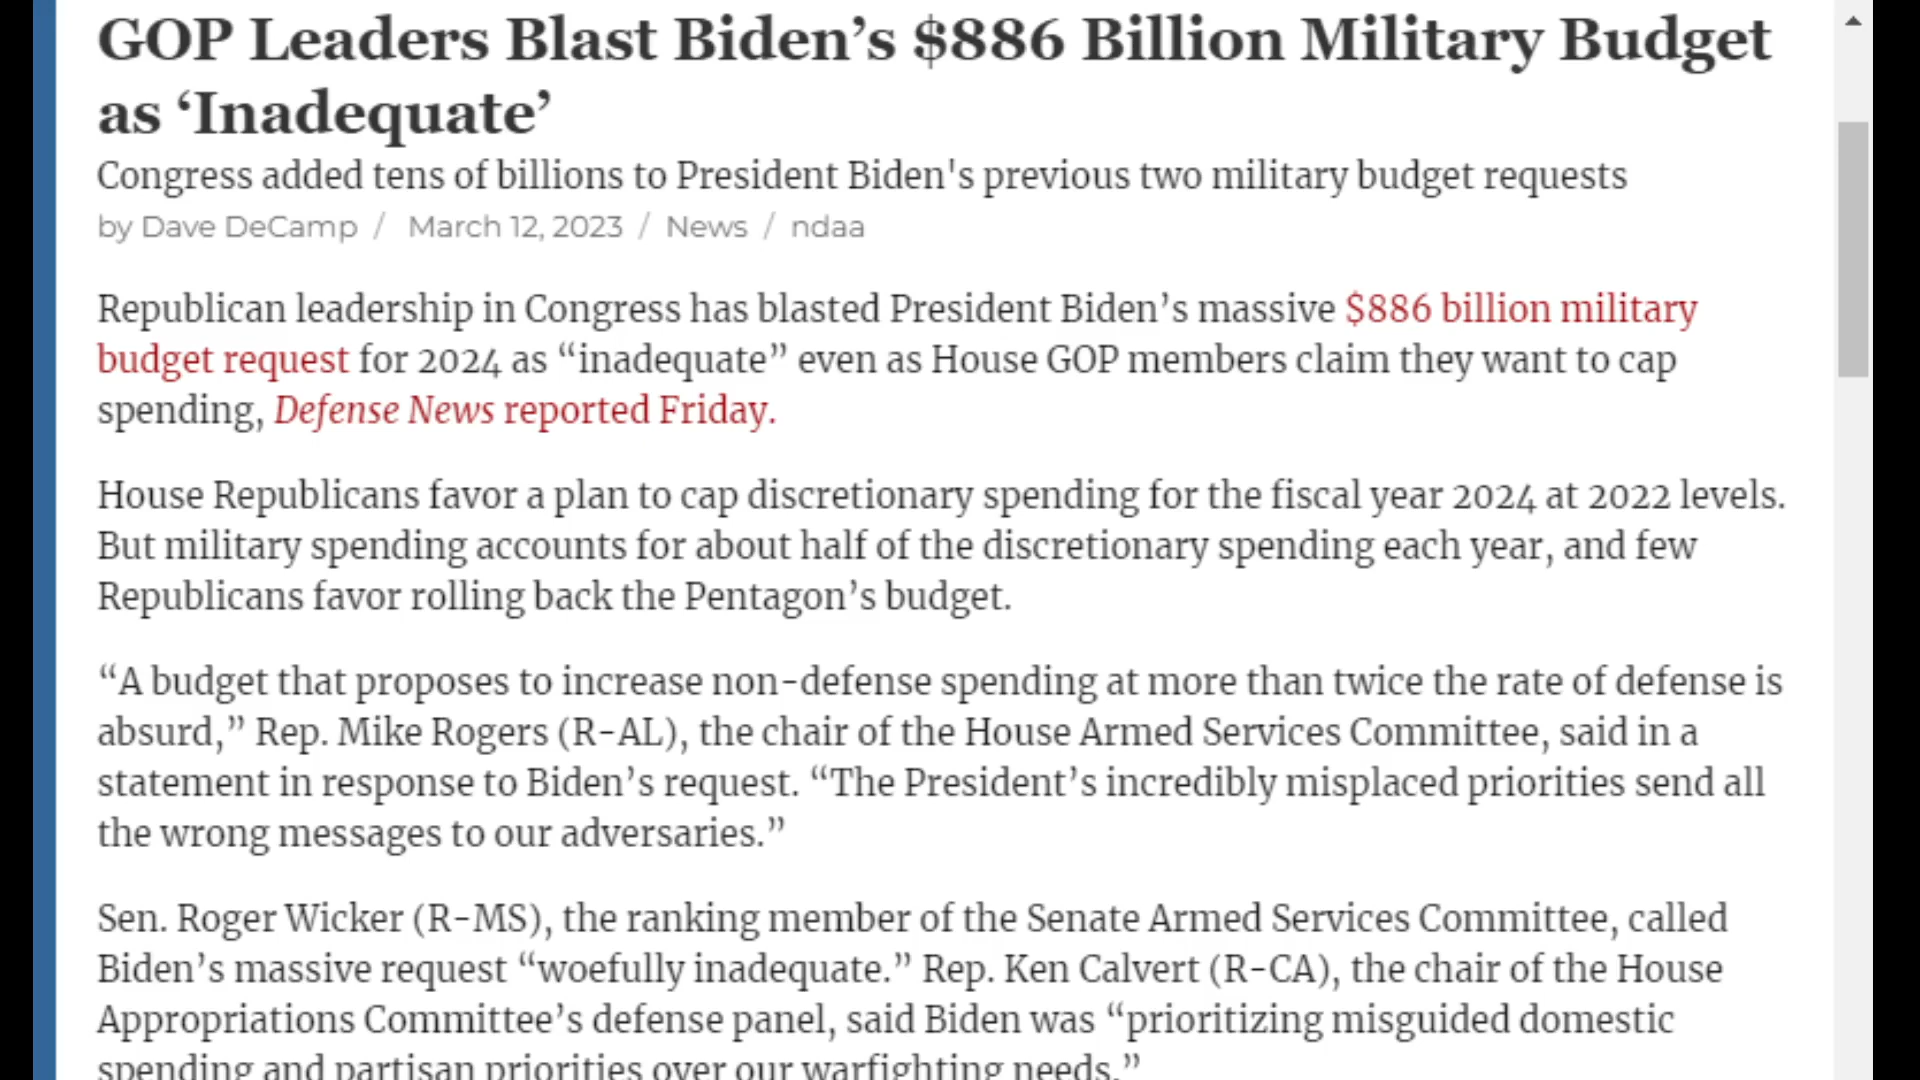 GOP Leaders Blast Biden’s $886 Billion Military Budget
as ‘Inadequate’
Congress added tens of billions to President Biden's previous two military budget requests
by Dave DeCamp / March 12, 2023 / News / ndaa
Republican leadership in Congress has blasted President Biden’s massive $886 billion military
budget request for 2024 as “inadequate” even as House GOP members claim they want to cap
spending, Defense News reported Friday.
House Republicans favor a plan to cap discretionary spending for the fiscal year 2024 at 2022 levels.
But military spending accounts for about half of the discretionary spending each year, and few
Republicans favor rolling back the Pentagon’s budget.
“A budget that proposes to increase non-defense spending at more than twice the rate of defense is
absurd,” Rep. Mike Rogers (R-AL), the chair of the House Armed Services Committee, said in a
statement in response to Biden’s request. “The President’s incredibly misplaced priorities send all
the wrong messages to our adversaries.”
Sen. Roger Wicker (R-MS), the ranking member of the Senate Armed Services Committee, called
Biden’s massive request “woefully inadequate.” Rep. Ken Calvert (R-CA), the chair of the House
Appropriations Committee’s defense panel, said Biden was “prioritizing misguided domestic
spending and partisan priorities over our warfighting needs.”